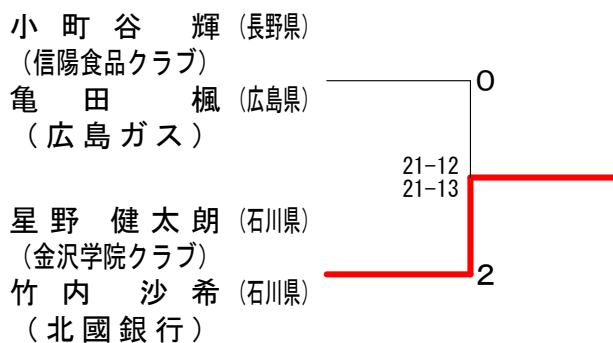 小町谷 輝 (長野県)
(信陽食品クラブ)
亀田 楓 (広島県)
(広島ガス)
0
21-12
21-13
星野 健太朗 (石川県)
(金沢学院クラブ)
竹内 沙希 (石川県)
(北國銀行)
2